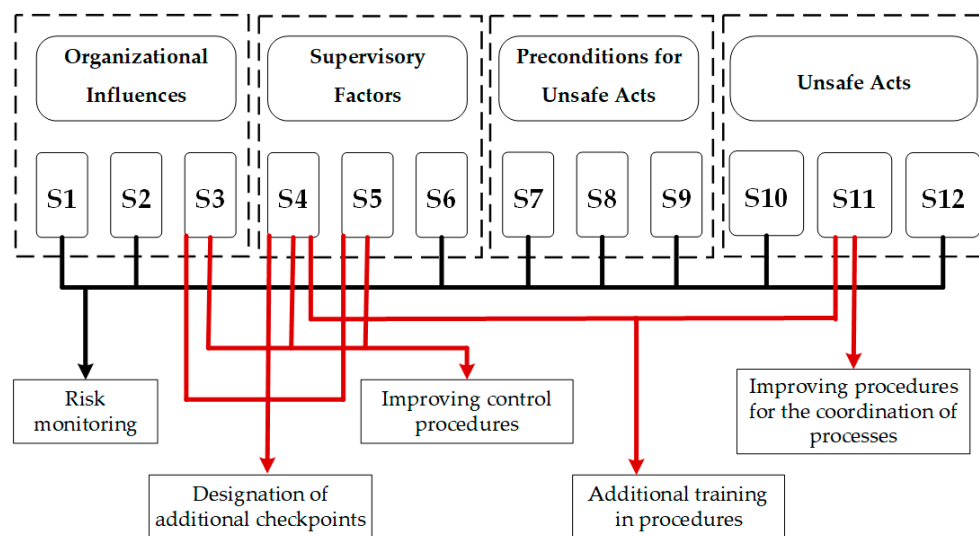 Organizational
Influences
Supervisory
Factors
Preconditions for
Unsafe Acts
Unsafe Acts
S1
S2
S3
S4
S5
S6
S7
S8
S9
S10
S11
S12
Risk
monitoring
Improving control
procedures
Improving procedures
for the coordination of
processes
Designation of
additional checkpoints
Additional training
in procedures